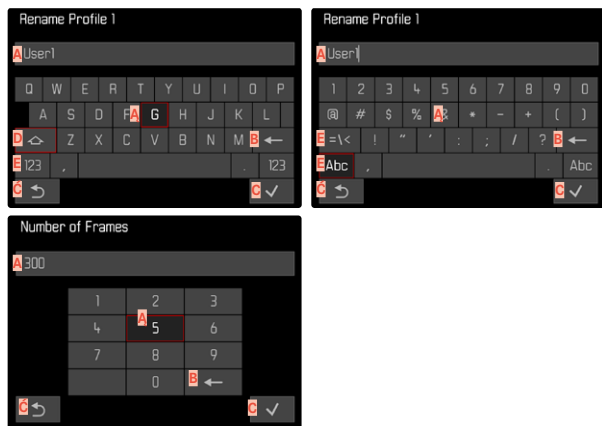 Rename Profile 1
A User1
Q W E R T Y U I O P
A S D F A G H J K L
D Z X C V B N M B ←
E 123 , . 123
C C ✓
Rename Profile 1
A User1
1 2 3 4 5 6 7 8 9 0
@ # $ % A & * - + ( )
E =\< ! " ' : ; / ? B ←
E Abc , . Abc
C C ✓
Number of Frames
A 300
1 2 3
4 A 5 6
7 8 9
0 B ←
C C ✓